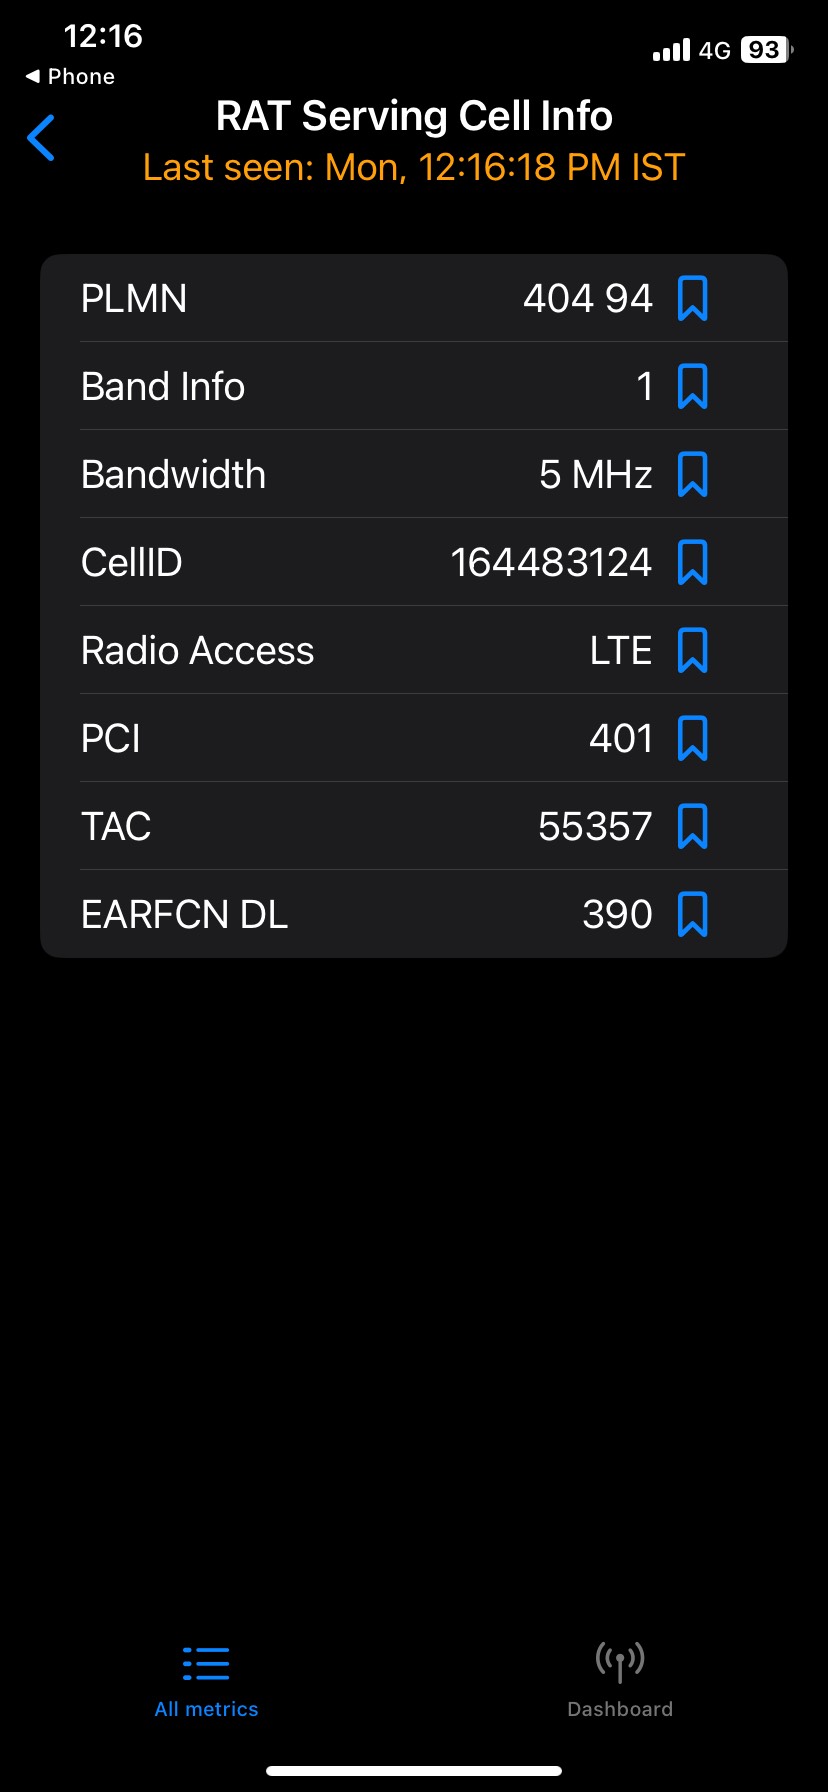 12:16
4G 93
◀ Phone
RAT Serving Cell Info
Last seen: Mon, 12:16:18 PM IST
PLMN 404 94
Band Info 1
Bandwidth 5 MHz
CellID 164483124
Radio Access LTE
PCI 401
TAC 55357
EARFCN DL 390
All metrics Dashboard